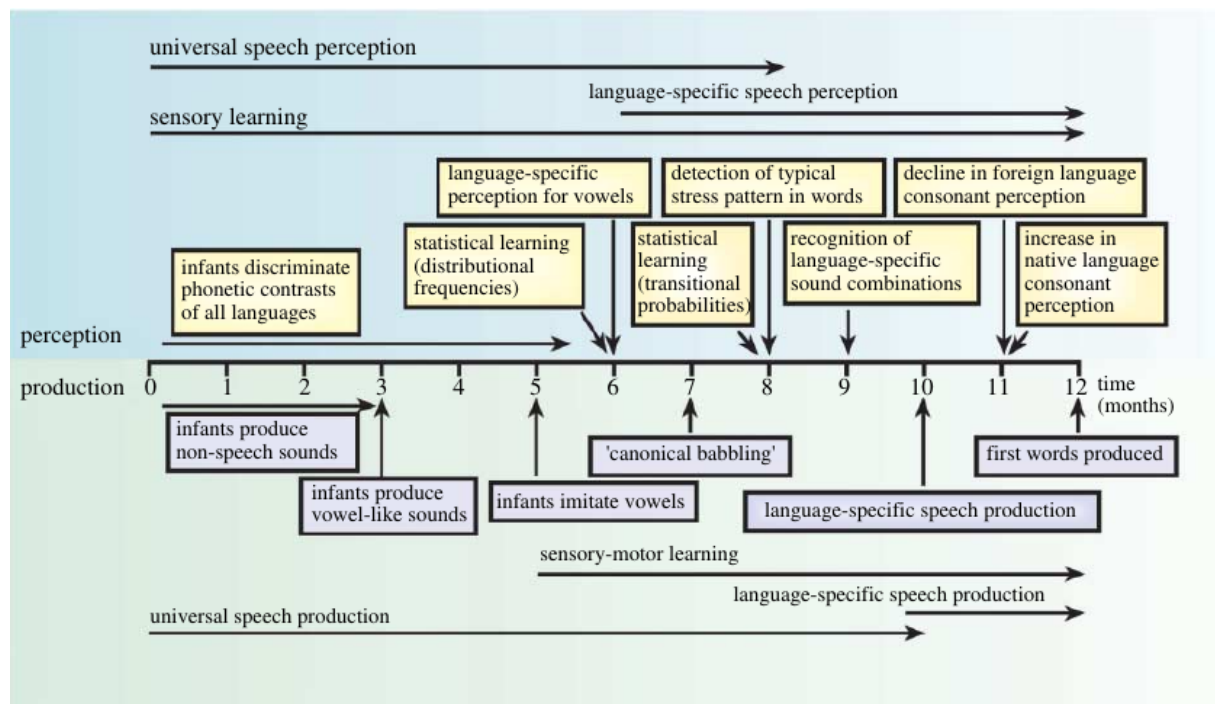 universal speech perception
language-specific speech perception
sensory learning
language-specific
perception for vowels
detection of typical
stress pattern in words
decline in foreign language
consonant perception
statistical learning
(distributional
frequencies)
statistical
learning
(transitional
probabilities)
recognition of
language-specific
sound combinations
increase in
native language
consonant
perception
infants discriminate
phonetic contrasts
of all languages
perception
production
0 1 2 3 4 5 6 7 8 9 10 11 12
time
(months)
infants produce
non-speech sounds
infants produce
vowel-like sounds
infants imitate vowels
'canonical babbling'
language-specific speech production
first words produced
sensory-motor learning
language-specific speech production
universal speech production